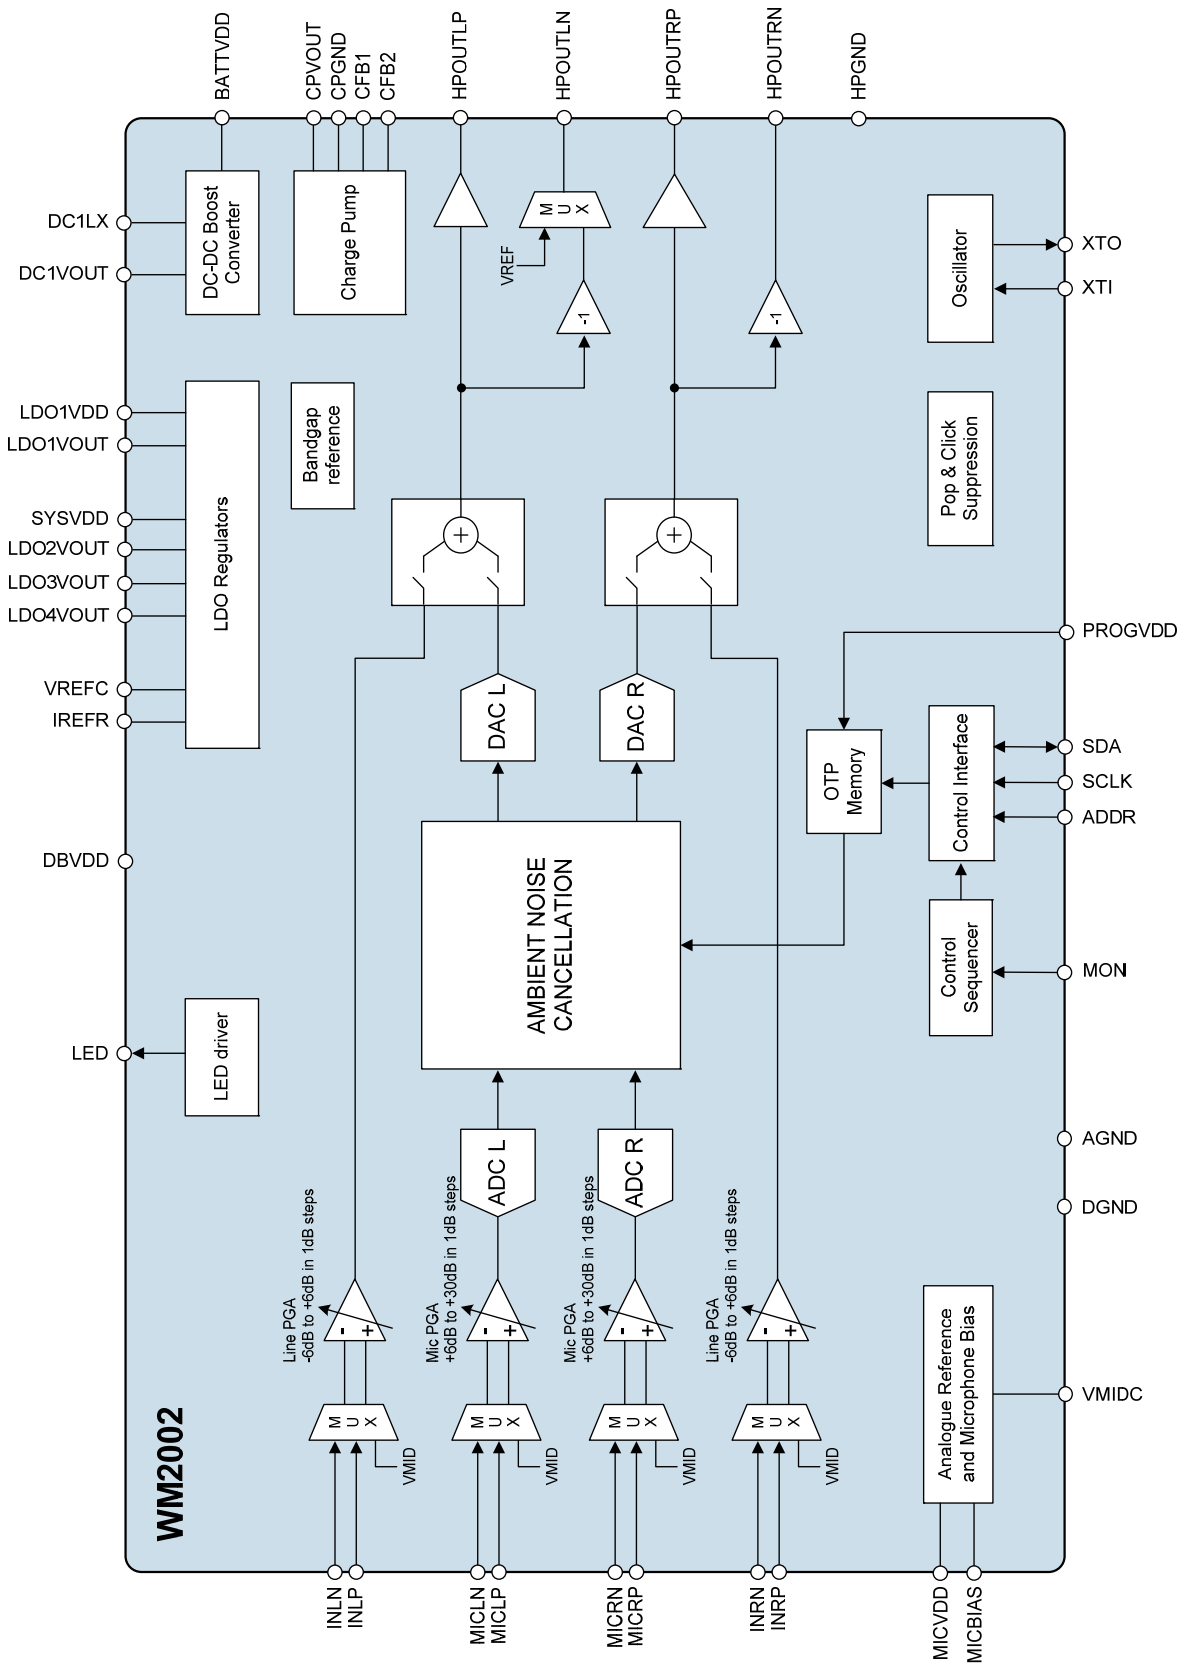 BATTVDD
CPVOUT
CPGND
CFB1
CFB2
HPOUTLP
HPOUTLN
HPOUTRP
HPOUTRN
HPGND
DC1LX
DC1VOUT
DC-DC Boost
Converter
Charge Pump
M
U
X
VREF
-1
-1
Oscillator
XTO
XTI
LDO1VDD
LDO1VOUT
SYSVDD
LDO2VOUT
LDO3VOUT
LDO4VOUT
VREFC
IREFR
LDO Regulators
Bandgap
reference
+
+
Pop & Click
Suppression
DAC L
DAC R
PROGVDD
OTP
Memory
Control Interface
SDA
SCLK
ADDR
DBVDD
AMBIENT NOISE
CANCELLATION
Control
Sequencer
MON
LED
LED driver
ADC L
ADC R
AGND
DGND
Line PGA
-6dB to +6dB in 1dB steps
Mic PGA
+6dB to +30dB in 1dB steps
Mic PGA
+6dB to +30dB in 1dB steps
Line PGA
-6dB to +6dB in 1dB steps
- +
- +
- +
- +
M
U
X
M
U
X
M
U
X
M
U
X
VMID
VMID
VMID
VMID
Analogue Reference
and Microphone Bias
VMIDC
WM2002
INLN
INLP
MICLN
MICLP
MICRN
MICRP
INRN
INRP
MICVDD
MICBIAS